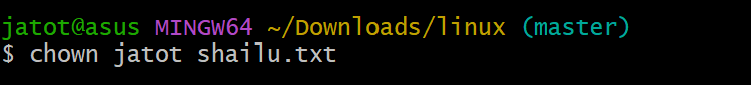 jatot@asus MINGW64 ~/Downloads/linux (master)
$ chown jatot shailu.txt